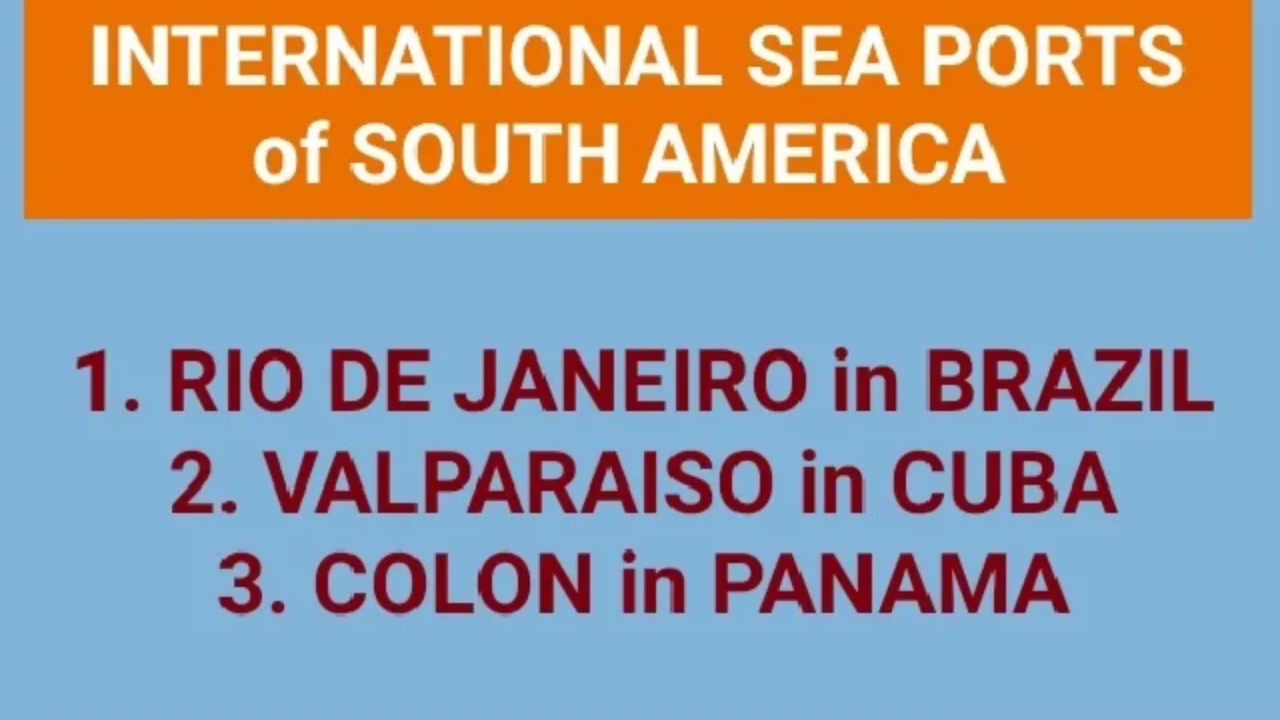 INTERNATIONAL SEA PORTS
of SOUTH AMERICA
1. RIO DE JANEIRO in BRAZIL
2. VALPARAISO in CUBA
3. COLON in PANAMA